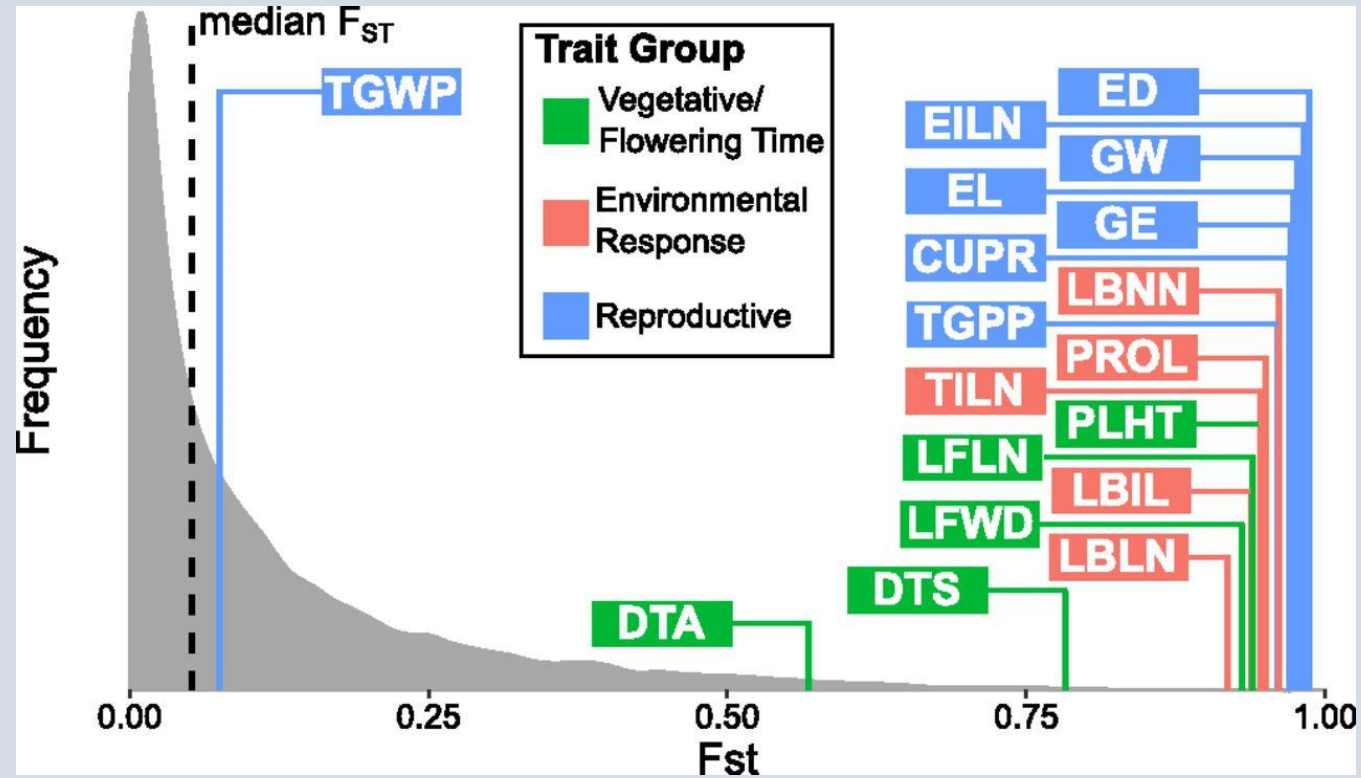 median FST
TGWP
Trait Group
Vegetative/
Flowering Time
Environmental
Response
Reproductive
ED
EILN
GW
EL
GE
CUPR
LBNN
TGPP
PROL
TILN
PLHT
LFLN
LBIL
LFWD
LBLN
DTS
DTA
Frequency
0.00 0.25 0.50 0.75 1.00
Fst